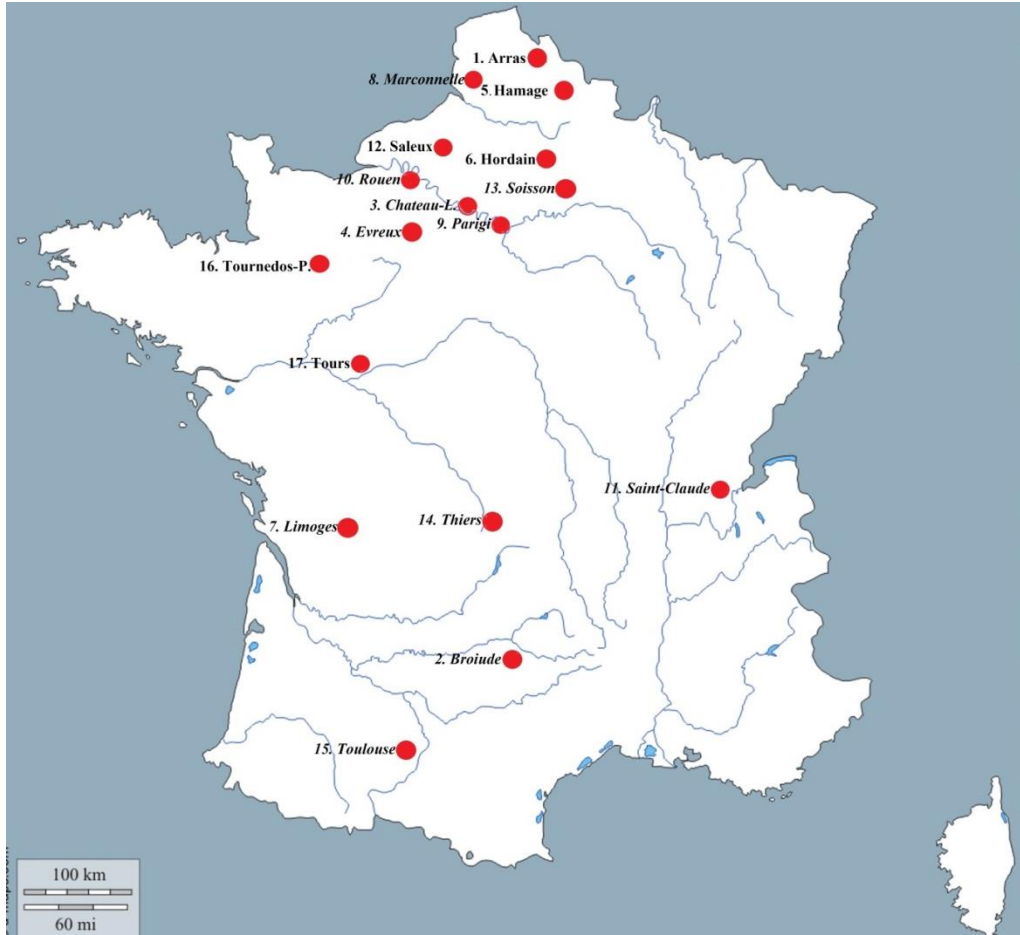 1. Arras
8. Marconnelle
5. Hamage
12. Saleux
6. Hordain
10. Rouen
13. Soisson
3. Chateau-L.
9. Parigi
4. Evreux
16. Tournedos-P.
17. Tours
11. Saint-Claude
7. Limoges
14. Thiers
2. Broiude
15. Toulouse
100 km
60 mi